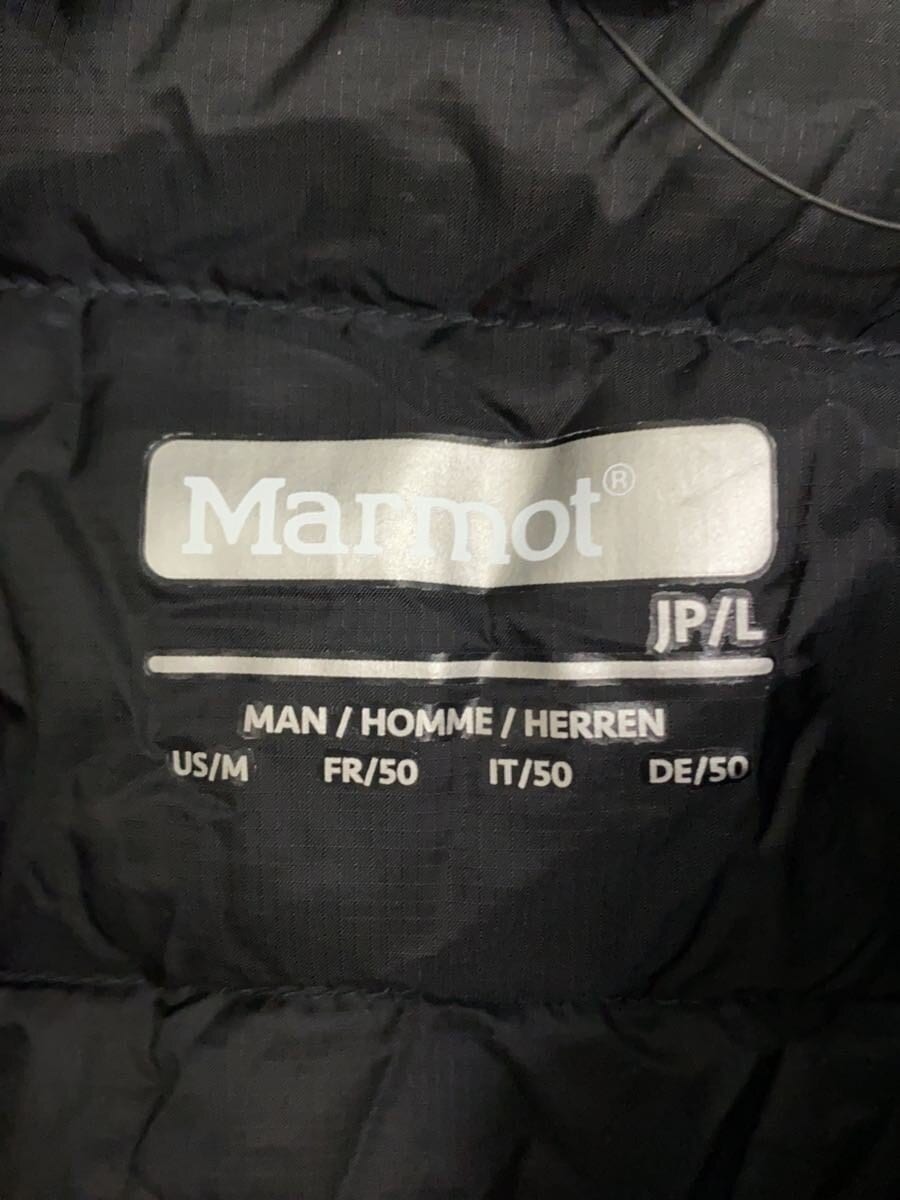 Marmot®
JP/L
MAN / HOMME / HERREN
US/M FR/50 IT/50 DE/50